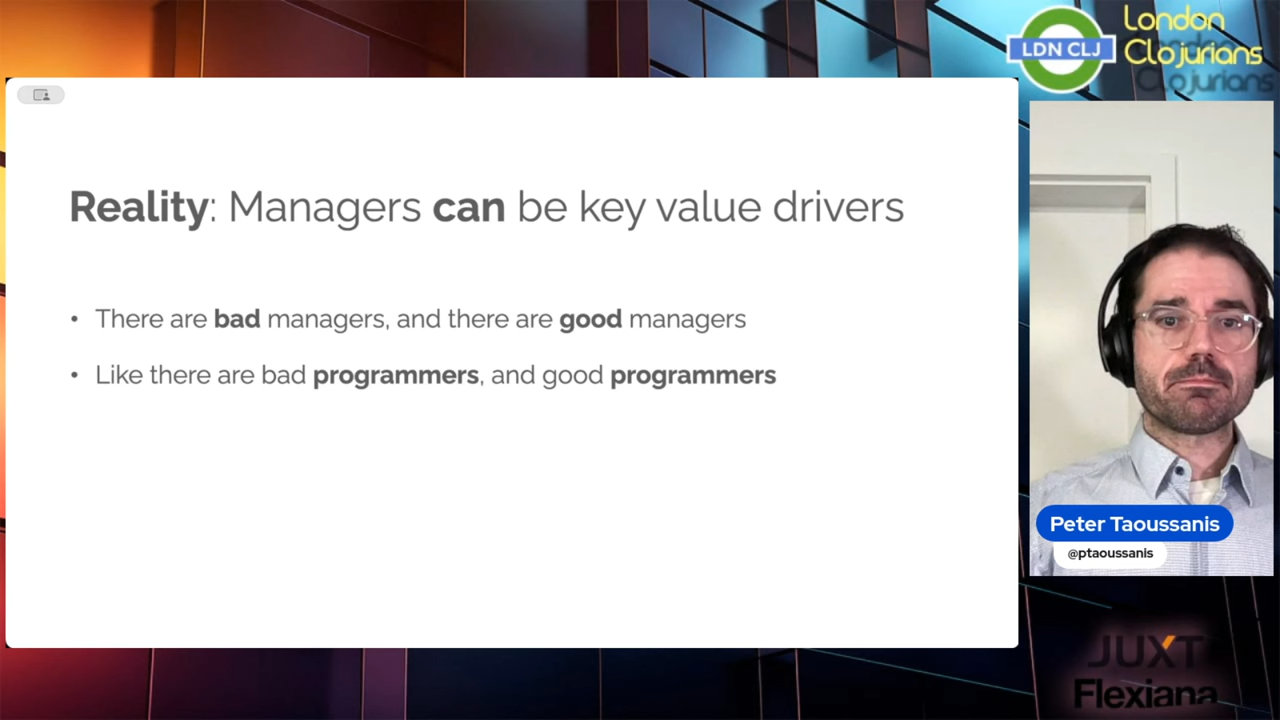 London
Clojurians
LDN CLJ
Reality: Managers can be key value drivers
• There are bad managers, and there are good managers
• Like there are bad programmers, and good programmers
Peter Taoussanis
@ptaoussanis
JUXT
Flexiana